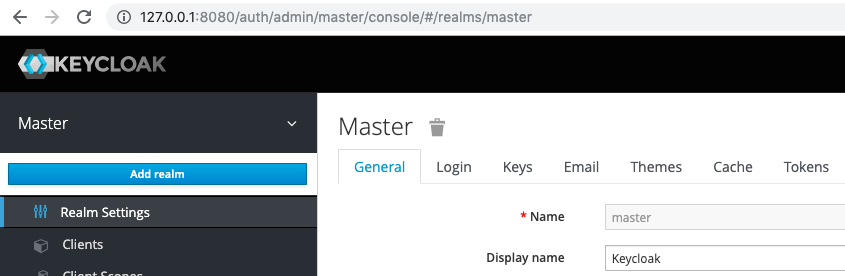 127.0.0.1:8080/auth/admin/master/console/#/realms/master
KEYCLOAK
Master
Add realm
Realm Settings
Clients
Client Scopes
Master
General Login Keys Email Themes Cache Tokens
* Name master
Display name Keycloak